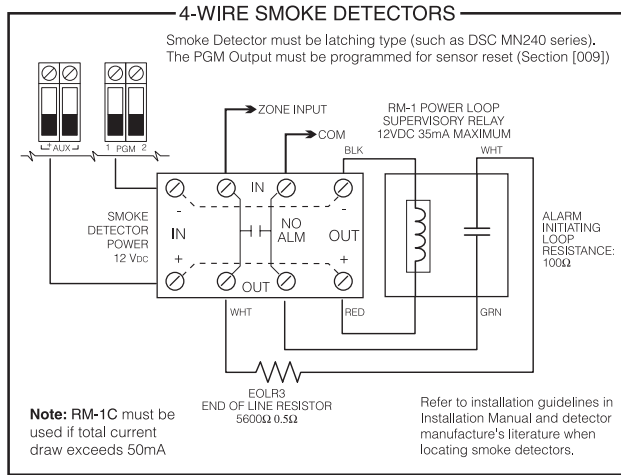 4-WIRE SMOKE DETECTORS
Smoke Detector must be latching type (such as DSC MN240 series).
The PGM Output must be programmed for sensor reset (Section [009])
+ AUX -
1 PGM 2
ZONE INPUT
COM
BLK
RM-1 POWER LOOP
SUPERVISORY RELAY
12VDC 35mA MAXIMUM
WHT
SMOKE
DETECTOR
POWER
12 VDC
-
IN
+
IN
NO
ALM
OUT
-
OUT
+
ALARM
INITIATING
LOOP
RESISTANCE:
100Ω
WHT
RED
GRN
EOLR3
END OF LINE RESISTOR
5600Ω 0.5Ω
Note: RM-1C must be
used if total current
draw exceeds 50mA
Refer to installation guidelines in
Installation Manual and detector
manufacture's literature when
locating smoke detectors.